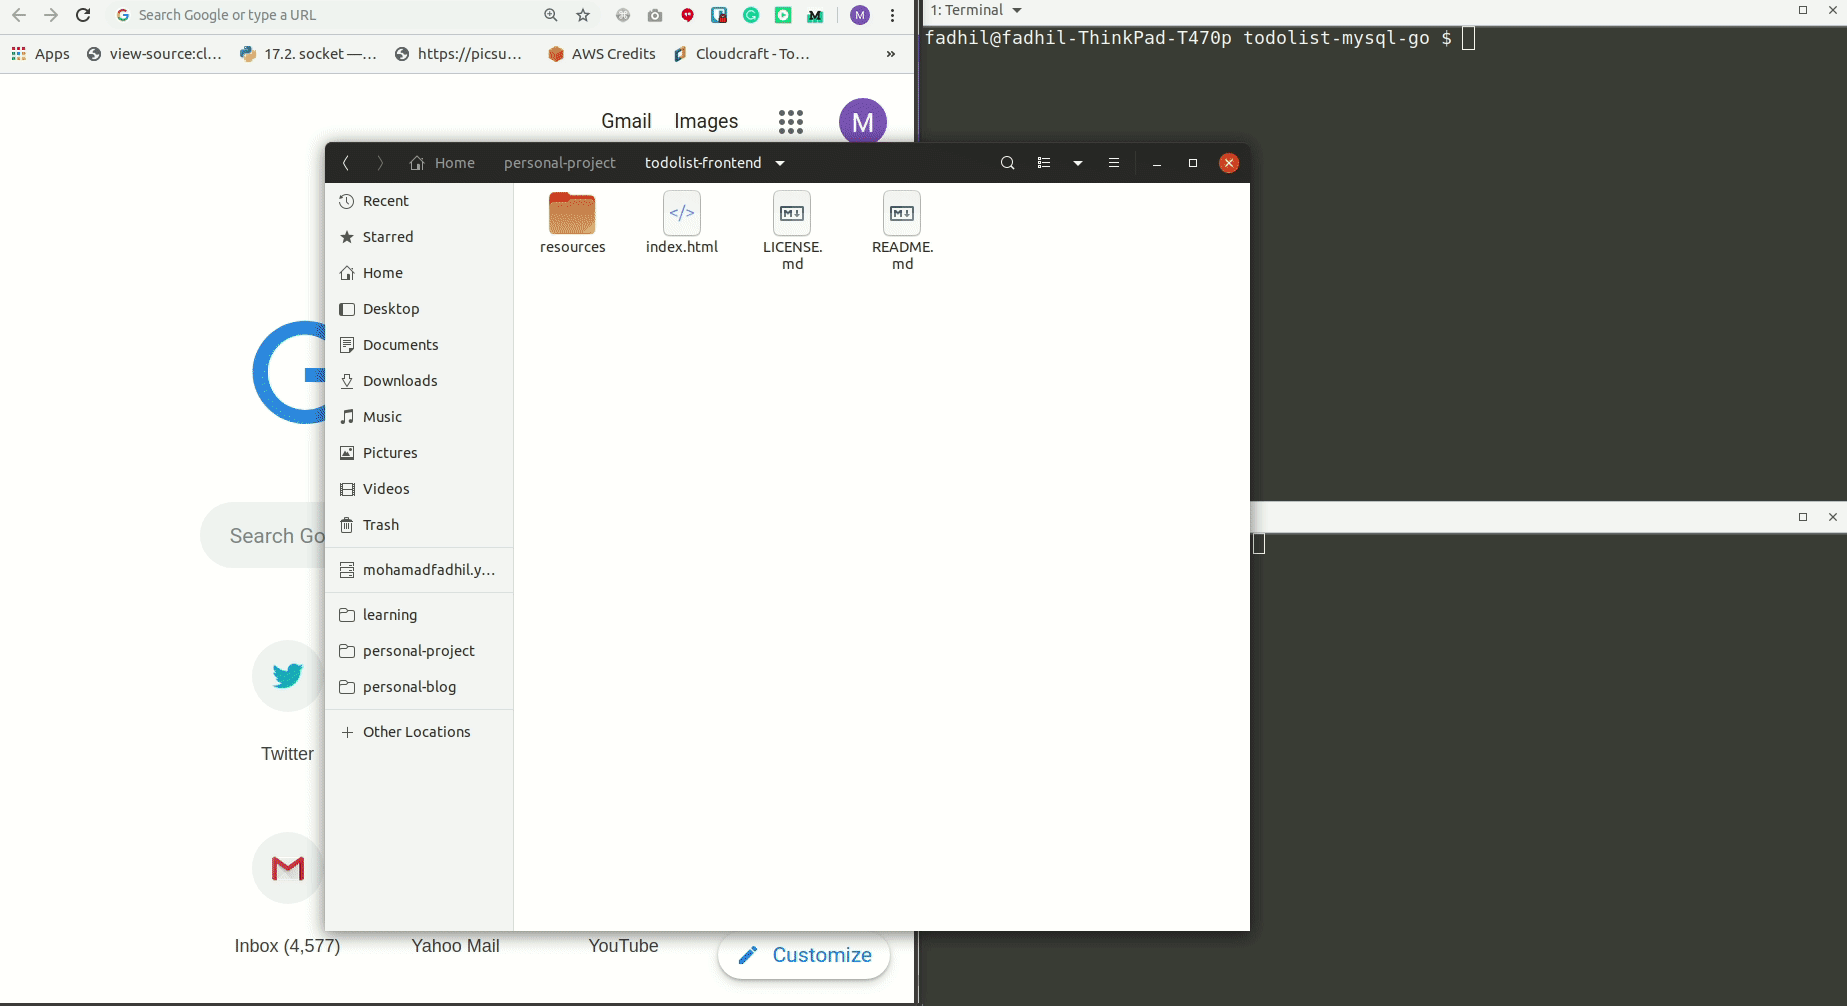 Search Google or type a URL
M
M
Apps
view-source:cl...
17.2. socket —...
https://picsu...
AWS Credits
Cloudcraft - To...
»
Gmail
Images
M
1: Terminal
fadhil@fadhil-ThinkPad-T470p todolist-mysql-go $
Home
personal-project
todolist-frontend
Recent
Starred
Home
Desktop
Documents
Downloads
Music
Pictures
Videos
Trash
mohamadfadhil.y...
learning
personal-project
personal-blog
Other Locations
resources
</>
index.html
M
LICENSE.
md
M
README.
md
G
Search Go
Twitter
Inbox (4,577)
Yahoo Mail
YouTube
Customize